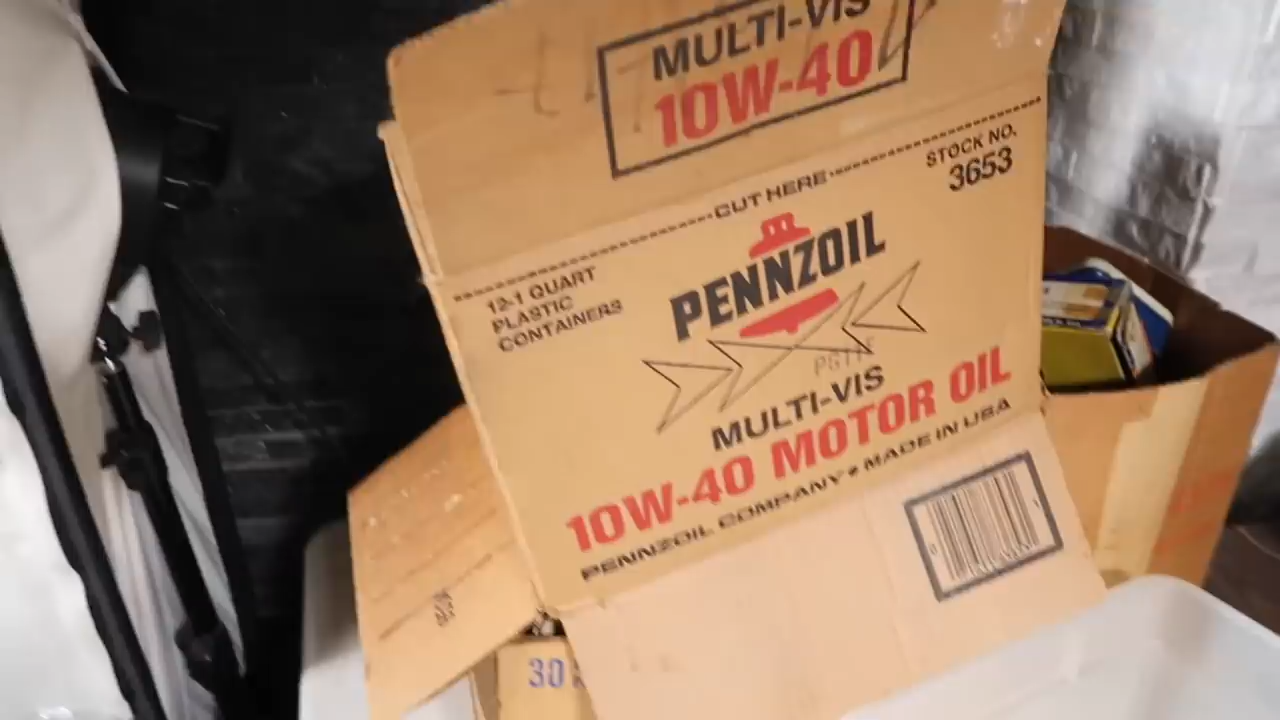 MULTI-VIS
10W-40
CUT HERE
STOCK NO.
3653
12-1 QUART
PLASTIC
CONTAINERS
PENNZOIL
MULTI-VIS
10W-40 MOTOR OIL
PENNZOIL COMPANY • MADE IN USA
30